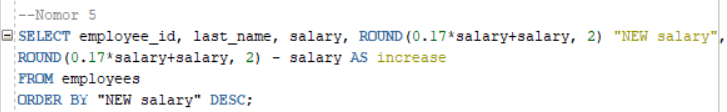 --Nomor 5
SELECT employee_id, last_name, salary, ROUND(0.17*salary+salary, 2) "NEW salary",
ROUND(0.17*salary+salary, 2) - salary AS increase
FROM employees
ORDER BY "NEW salary" DESC;